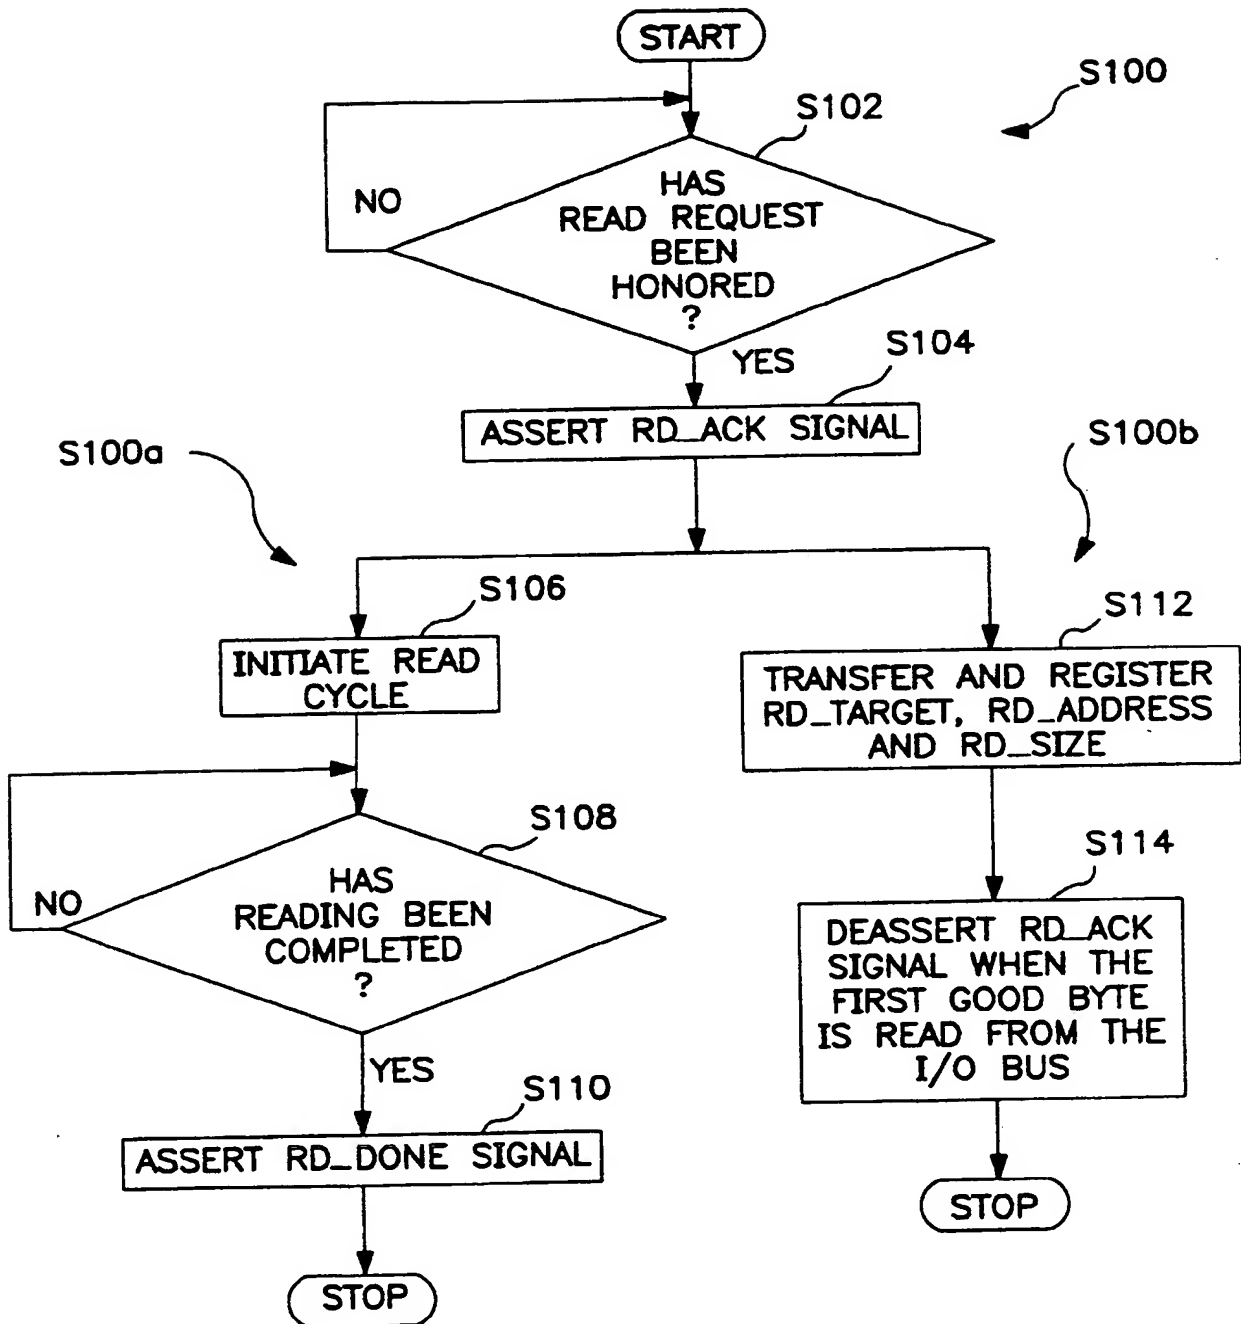 START
S100
S102
HAS
READ REQUEST
BEEN
HONORED
?
NO
YES
S104
ASSERT RD_ACK SIGNAL
S100a
S100b
S106
INITIATE READ
CYCLE
S112
TRANSFER AND REGISTER
RD_TARGET, RD_ADDRESS
AND RD_SIZE
S108
HAS
READING BEEN
COMPLETED
?
NO
YES
S114
DEASSERT RD_ACK
SIGNAL WHEN THE
FIRST GOOD BYTE
IS READ FROM THE
I/O BUS
S110
ASSERT RD_DONE SIGNAL
STOP
STOP